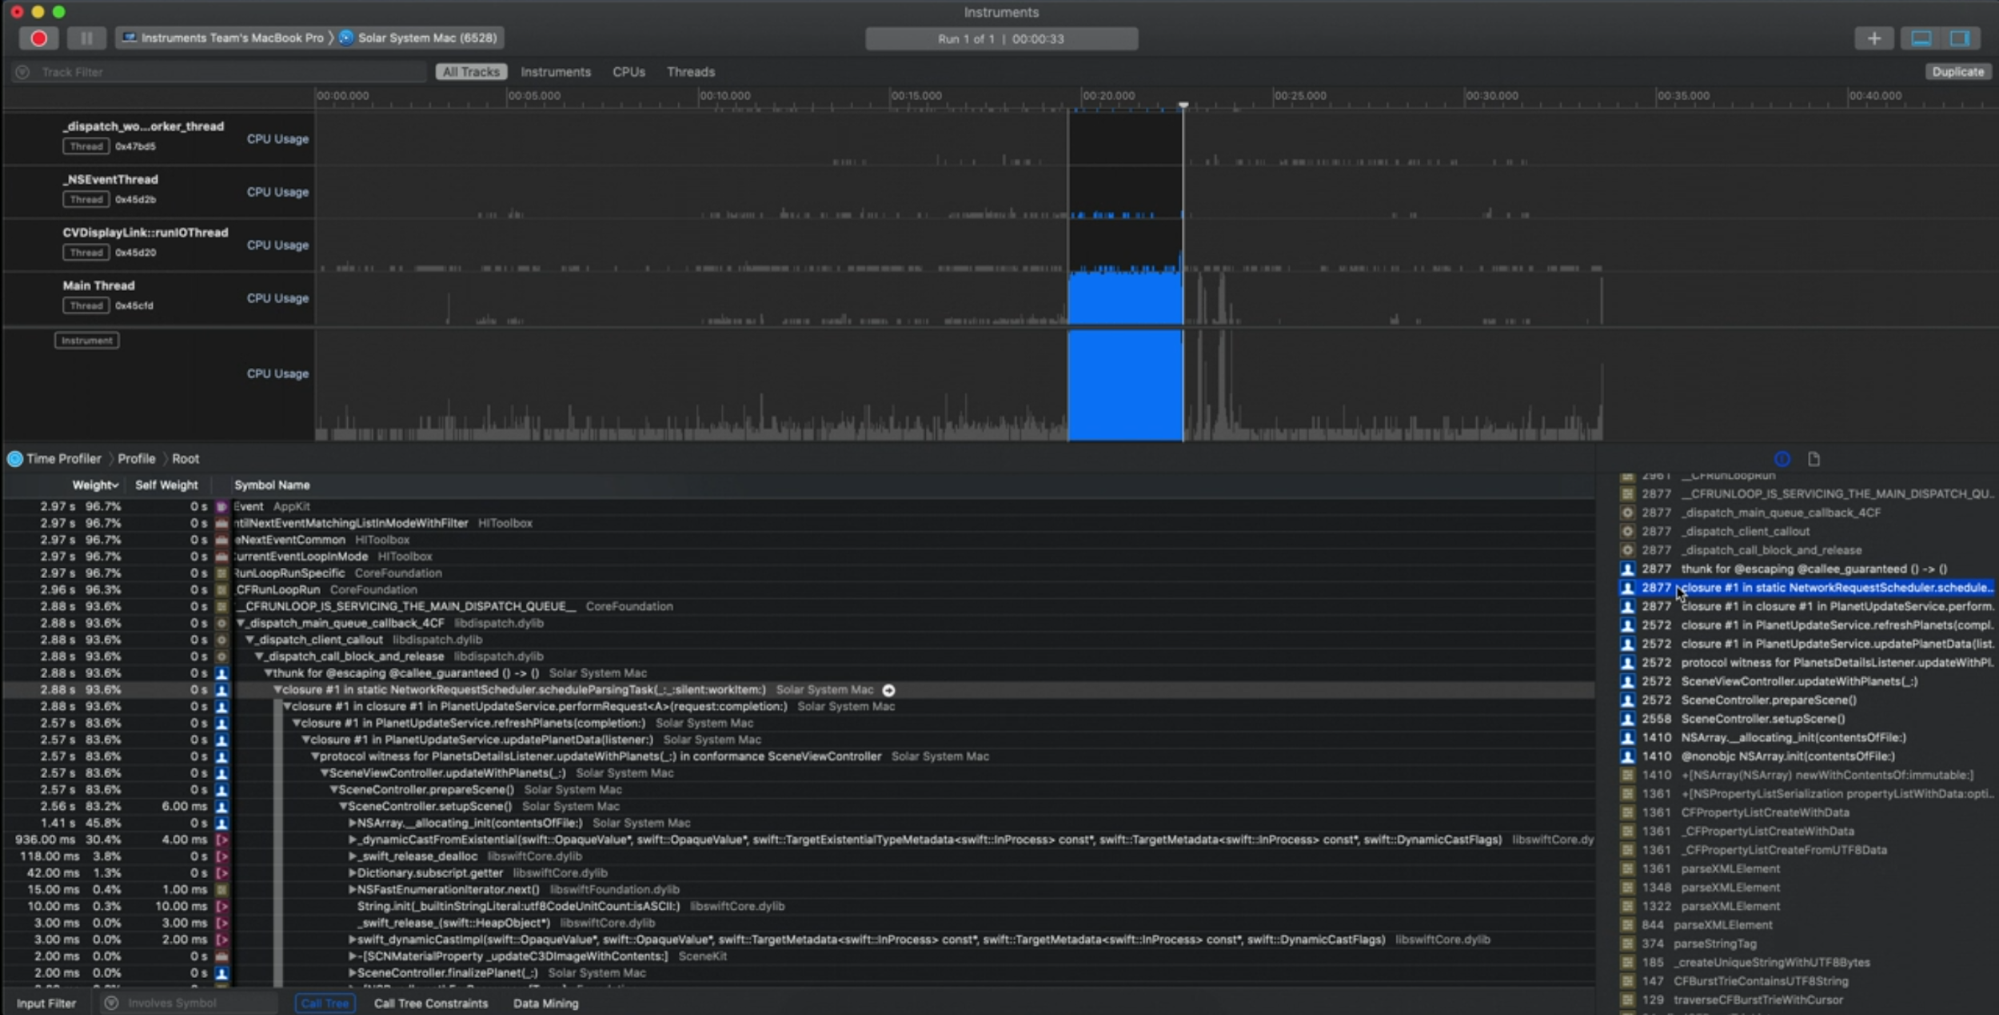 Instruments
Instruments Team's MacBook Pro 〉 Solar System Mac (6528)
Run 1 of 1 | 00:00:33
Track Filter
All Tracks Instruments CPUs Threads
Duplicate
00:00.000 00:05.000 00:10.000 00:15.000 00:20.000 00:25.000 00:30.000 00:35.000 00:40.000
_dispatch_wo...orker_thread
Thread 0x47bd5
CPU Usage
_NSEventThread
Thread 0x45d2b
CPU Usage
CVDisplayLink::runIOThread
Thread 0x45d20
CPU Usage
Main Thread
Thread 0x45cfd
CPU Usage
Instrument
CPU Usage
Time Profiler 〉 Profile 〉 Root
Weight Self Weight Symbol Name
2.97 s 96.7% 0 s Event AppKit
2.97 s 96.7% 0 s ntilNextEventMatchingListInModeWithFilter HIToolbox
2.97 s 96.7% 0 s eNextEventCommon HIToolbox
2.97 s 96.7% 0 s CurrentEventLoopInMode HIToolbox
2.97 s 96.7% 0 s RunLoopRunSpecific CoreFoundation
2.96 s 96.3% 0 s _CFRunLoopRun CoreFoundation
2.88 s 93.6% 0 s __CFRUNLOOP_IS_SERVICING_THE_MAIN_DISPATCH_QUEUE__ CoreFoundation
2.88 s 93.6% 0 s _dispatch_main_queue_callback_4CF libdispatch.dylib
2.88 s 93.6% 0 s _dispatch_client_callout libdispatch.dylib
2.88 s 93.6% 0 s _dispatch_call_block_and_release libdispatch.dylib
2.88 s 93.6% 0 s thunk for @escaping @callee_guaranteed () -> () Solar System Mac
2.88 s 93.6% 0 s closure #1 in static NetworkRequestScheduler.scheduleParsingTask(_:_:silent:workItem:) Solar System Mac
2.88 s 93.6% 0 s closure #1 in closure #1 in PlanetUpdateService.performRequest<A>(request:completion:) Solar System Mac
2.57 s 83.6% 0 s closure #1 in PlanetUpdateService.refreshPlanets(completion:) Solar System Mac
2.57 s 83.6% 0 s closure #1 in PlanetUpdateService.updatePlanetData(listener:) Solar System Mac
2.57 s 83.6% 0 s protocol witness for PlanetsDetailsListener.updateWithPlanets(_:) in conformance SceneViewController Solar System Mac
2.57 s 83.6% 0 s SceneViewController.updateWithPlanets(_:) Solar System Mac
2.57 s 83.6% 0 s SceneController.prepareScene() Solar System Mac
2.56 s 83.2% 6.00 ms SceneController.setupScene() Solar System Mac
1.41 s 45.8% 0 s NSArray.__allocating_init(contentsOfFile:) Solar System Mac
936.00 ms 30.4% 4.00 ms _dynamicCastFromExistential(swift::OpaqueValue*, swift::OpaqueValue*, swift::TargetExistentialTypeMetadata<swift::InProcess> const*, swift::TargetMetadata<swift::InProcess> const*, swift::DynamicCastFlags) libswiftCore.dy
118.00 ms 3.8% 0 s _swift_release_dealloc libswiftCore.dylib
42.00 ms 1.3% 0 s Dictionary.subscript.getter libswiftCore.dylib
15.00 ms 0.4% 1.00 ms NSFastEnumerationIterator.next() libswiftFoundation.dylib
10.00 ms 0.3% 10.00 ms String.init(_builtinStringLiteral:utf8CodeUnitCount:isASCII:) libswiftCore.dylib
3.00 ms 0.0% 3.00 ms _swift_release_(swift::HeapObject*) libswiftCore.dylib
3.00 ms 0.0% 2.00 ms swift_dynamicCastImpl(swift::OpaqueValue*, swift::OpaqueValue*, swift::TargetMetadata<swift::InProcess> const*, swift::TargetMetadata<swift::InProcess> const*, swift::DynamicCastFlags) libswiftCore.dylib
2.00 ms 0.0% 0 s -[SCNMaterialProperty _updateC3DImageWithContents:] SceneKit
2.00 ms 0.0% 0 s SceneController.finalizePlanet(_:) Solar System Mac
Input Filter Involves Symbol Call Tree Call Tree Constraints Data Mining
2961 __CFRunLoopRun
2877 __CFRUNLOOP_IS_SERVICING_THE_MAIN_DISPATCH_QU...
2877 _dispatch_main_queue_callback_4CF
2877 _dispatch_client_callout
2877 _dispatch_call_block_and_release
2877 thunk for @escaping @callee_guaranteed () -> ()
2877 closure #1 in static NetworkRequestScheduler.schedule...
2877 closure #1 in closure #1 in PlanetUpdateService.perform...
2572 closure #1 in PlanetUpdateService.refreshPlanets(compl...
2572 closure #1 in PlanetUpdateService.updatePlanetData(list...
2572 protocol witness for PlanetsDetailsListener.updateWithPl...
2572 SceneViewController.updateWithPlanets(_:)
2572 SceneController.prepareScene()
2558 SceneController.setupScene()
1410 NSArray.__allocating_init(contentsOfFile:)
1410 @nonobjc NSArray.init(contentsOfFile:)
1410 +[NSArray(NSArray) newWithContentsOf:immutable:]
1361 +[NSPropertyListSerialization propertyListWithData:opti...
1361 CFPropertyListCreateWithData
1361 _CFPropertyListCreateWithData
1361 _CFPropertyListCreateFromUTF8Data
1361 parseXMLElement
1348 parseXMLElement
1322 parseXMLElement
844 parseXMLElement
374 parseStringTag
185 _createUniqueStringWithUTF8Bytes
147 CFBurstTrieContainsUTF8String
129 traverseCFBurstTrieWithCursor